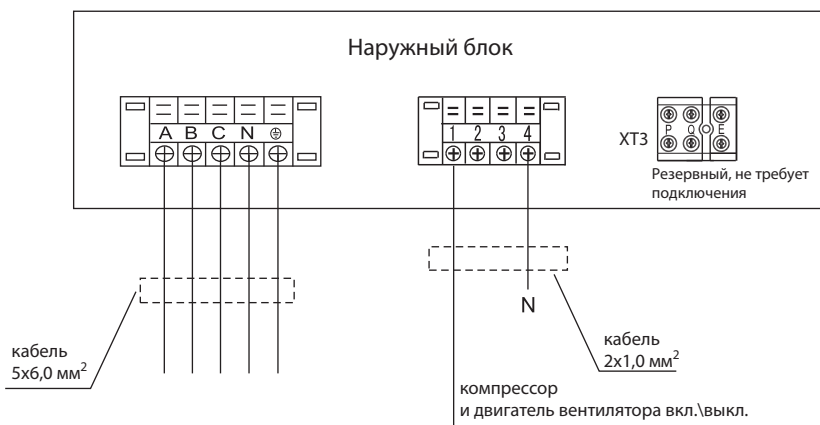 Наружный блок
A B C N
1 2 3 4
XT3
P Q E
Резервный, не требует
подключения
N
кабель
5х6,0 мм²
кабель
2х1,0 мм²
компрессор
и двигатель вентилятора вкл.\выкл.